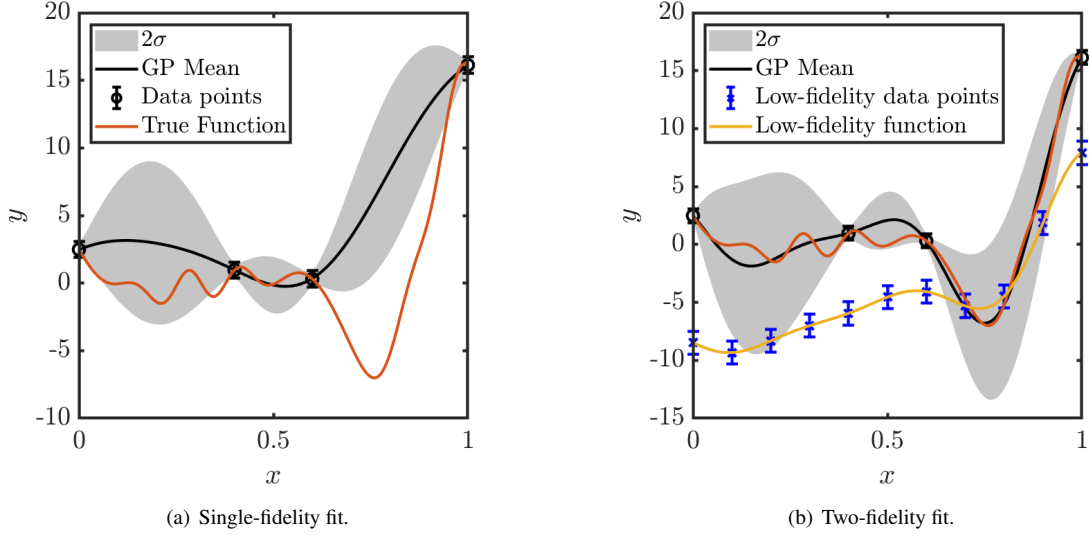 20
15
10
5
0
-5
-10
0
0.5
1
y
x
2σ
GP Mean
Data points
True Function
(a) Single-fidelity fit.
20
15
10
5
0
-5
-10
-15
0
0.5
1
y
x
2σ
GP Mean
Low-fidelity data points
Low-fidelity function
(b) Two-fidelity fit.